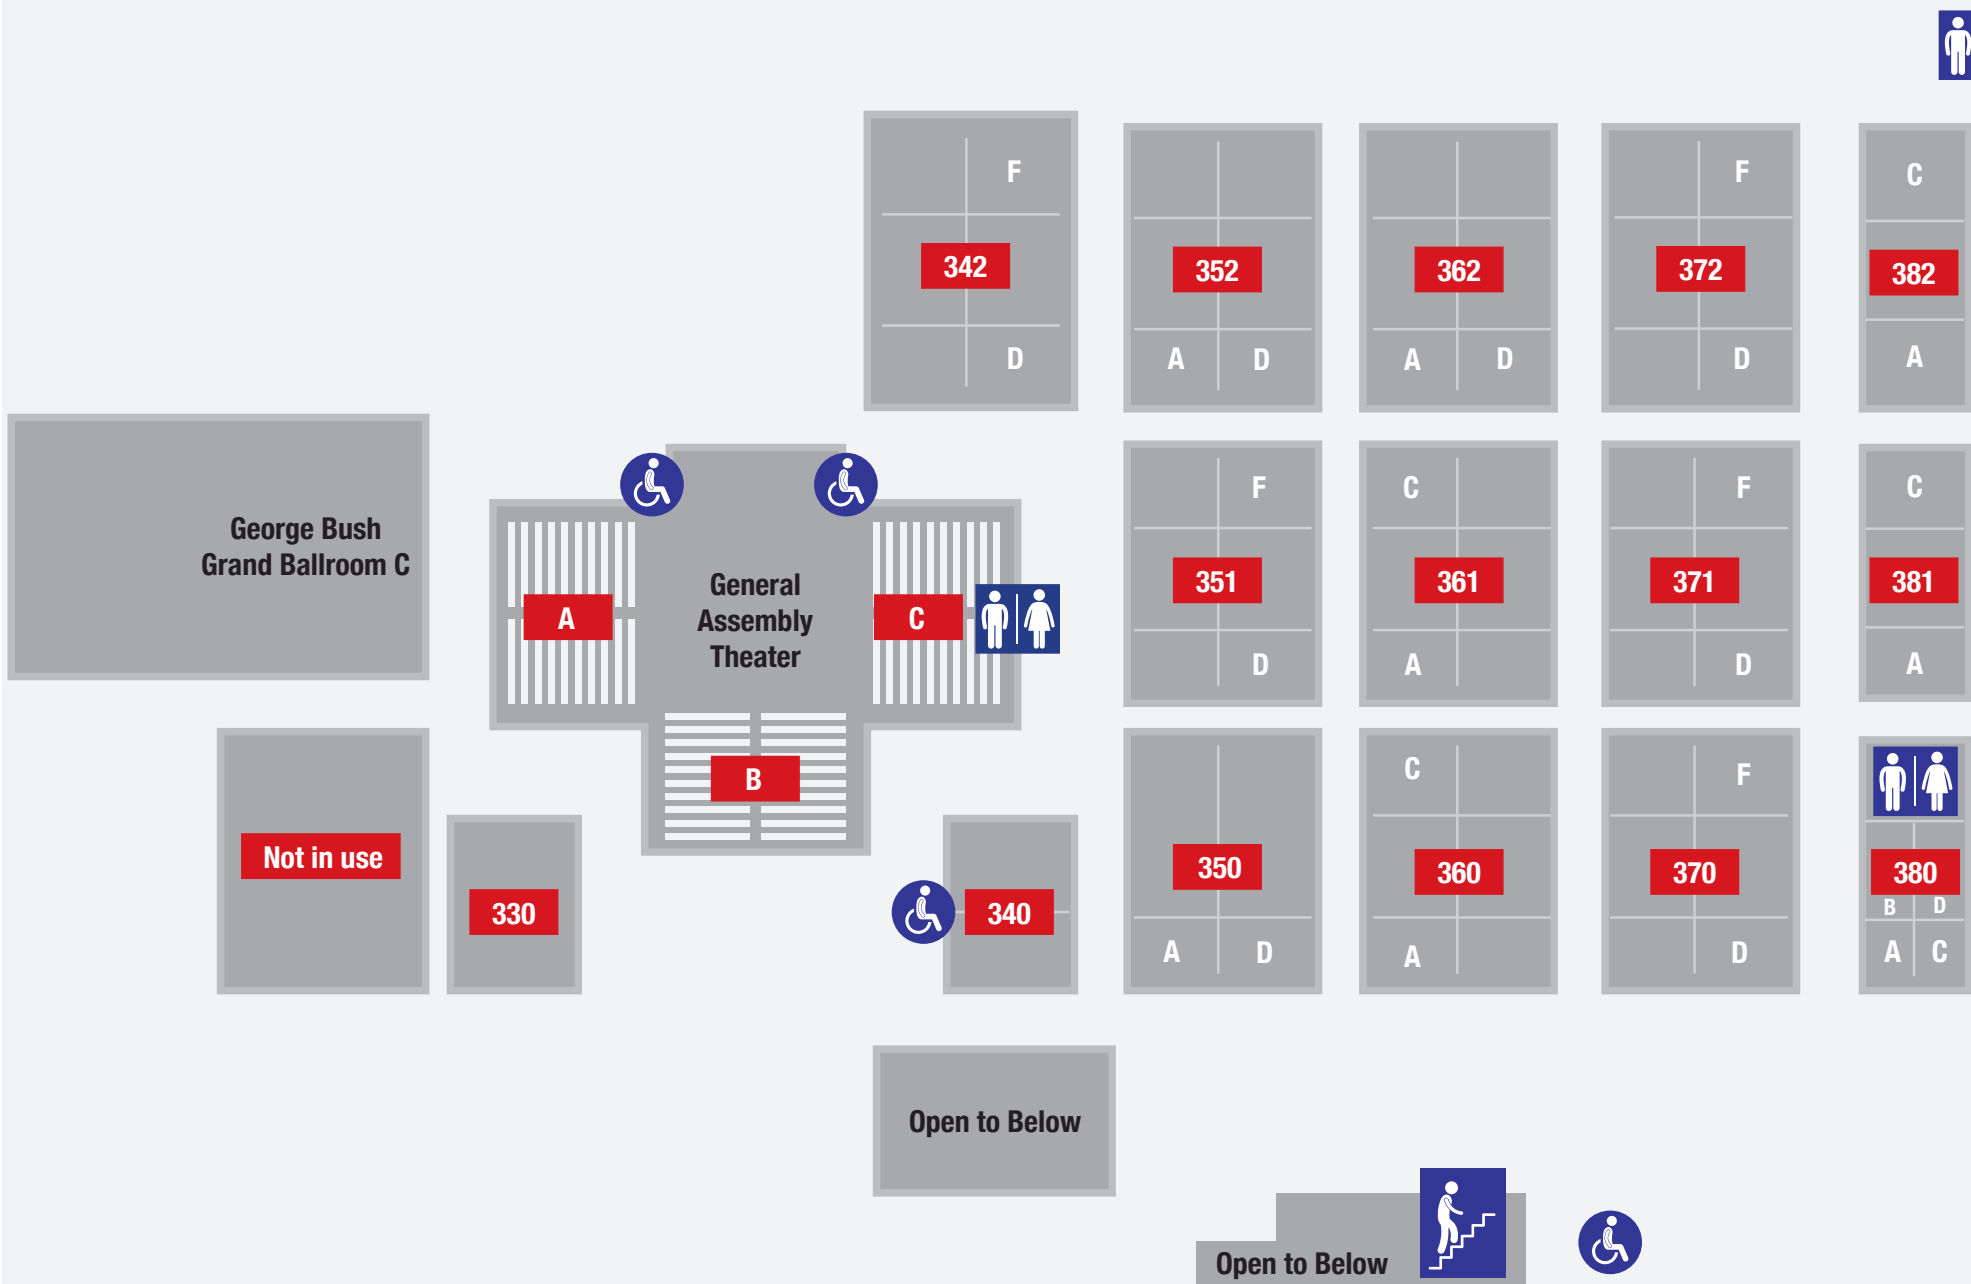 F
F
C
342
352
362
372
382
D
A D
A D
D
A
F
C
F
C
George Bush
Grand Ballroom C
General
Assembly
Theater
A
C
351
361
371
381
D
A
D
A
B
C
F
Not in use
330
340
350
360
370
380
B D
A D
A
D
A C
Open to Below
Open to Below